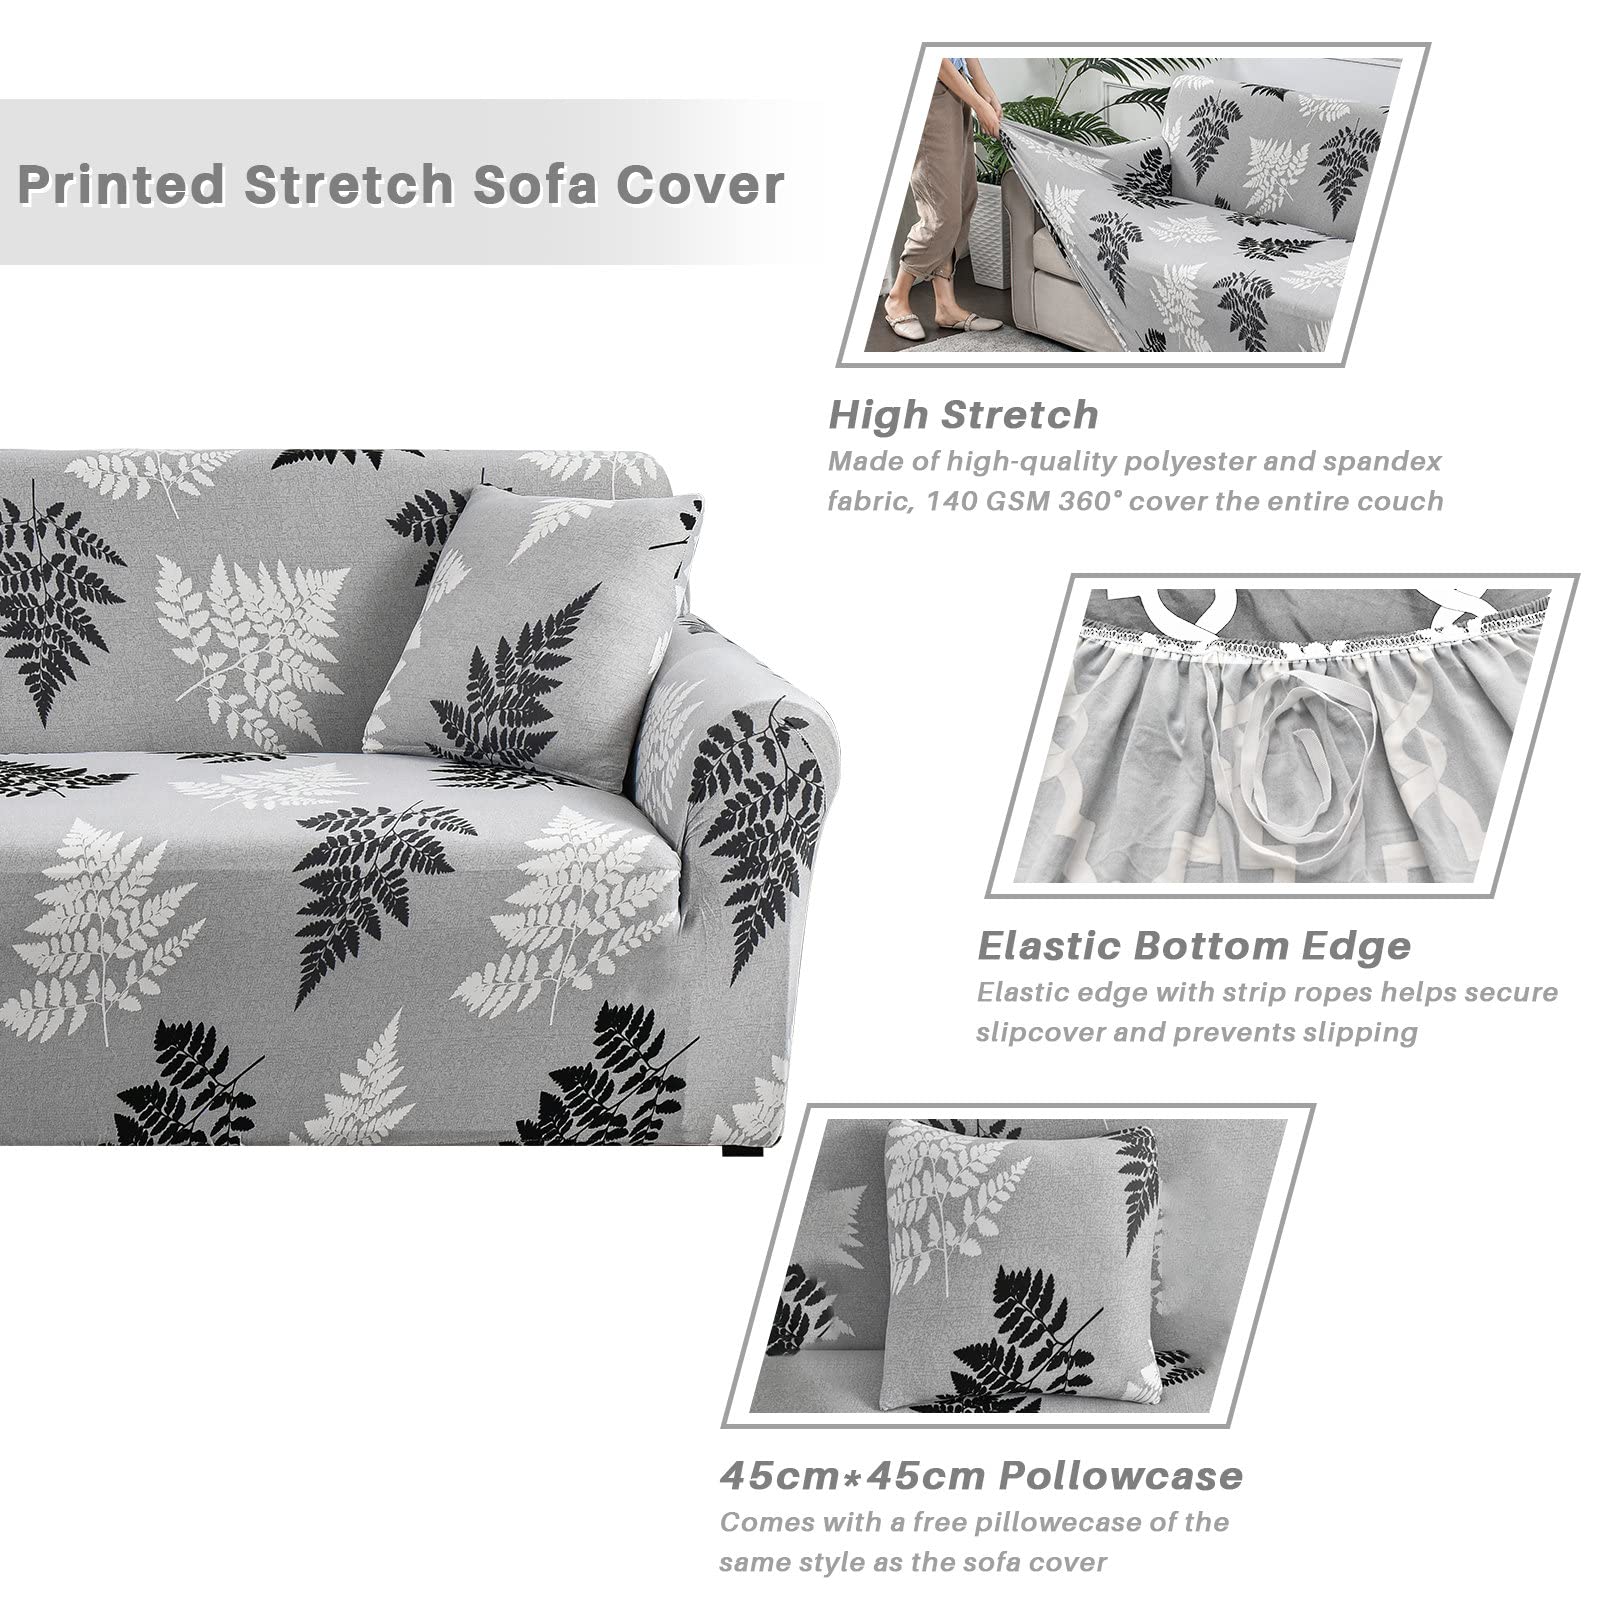 Printed Stretch Sofa Cover
High Stretch
Made of high-quality polyester and spandex
fabric, 140 GSM 360° cover the entire couch
Elastic Bottom Edge
Elastic edge with strip ropes helps secure
slipcover and prevents slipping
45cm*45cm Pollowcase
Comes with a free pillowecase of the
same style as the sofa cover